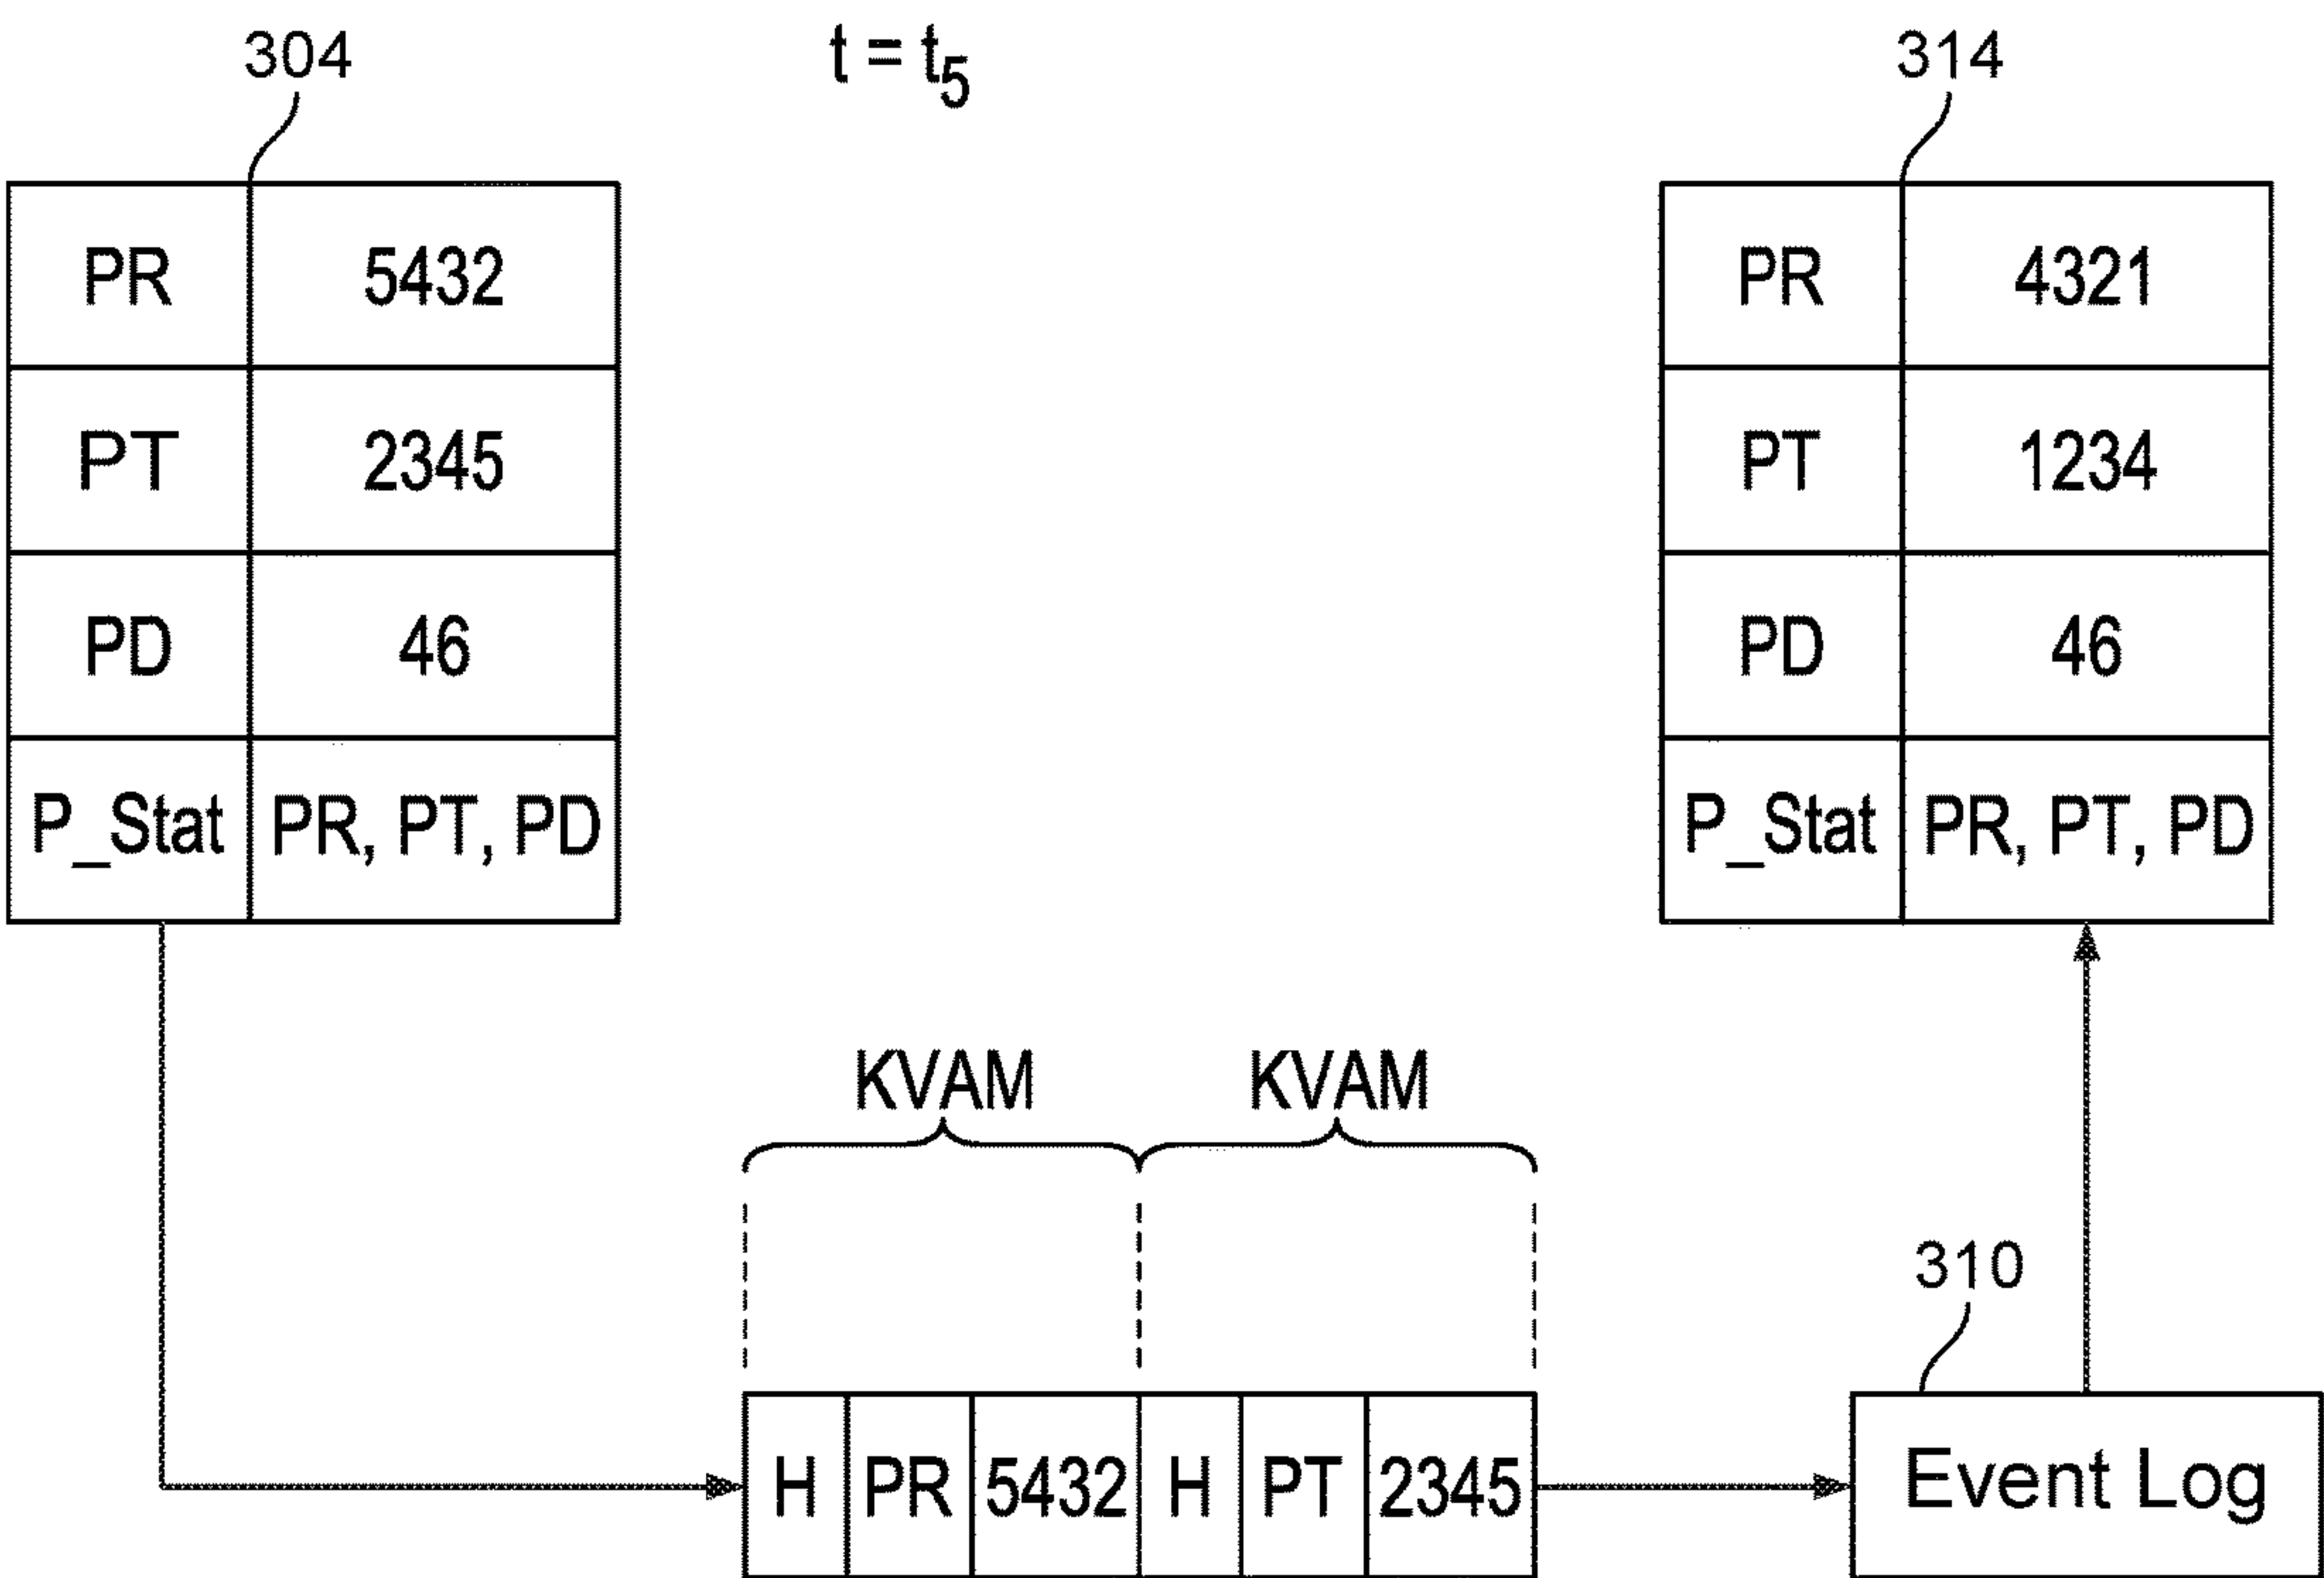 304
t = t5
314
PR 5432
PT 2345
PD 46
P_Stat PR, PT, PD
PR 4321
PT 1234
PD 46
P_Stat PR, PT, PD
KVAM KVAM
310
H PR 5432 H PT 2345
Event Log